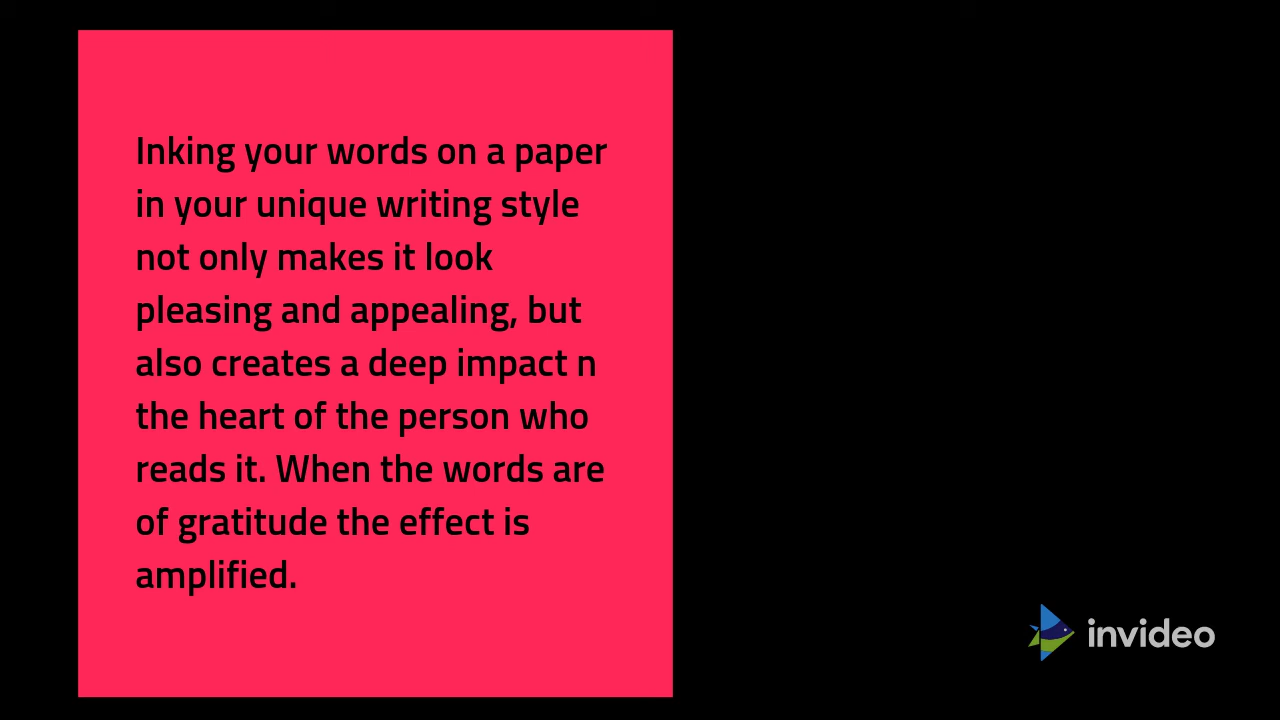 Inking your words on a paper
in your unique writing style
not only makes it look
pleasing and appealing, but
also creates a deep impact n
the heart of the person who
reads it. When the words are
of gratitude the effect is
amplified.
invideo